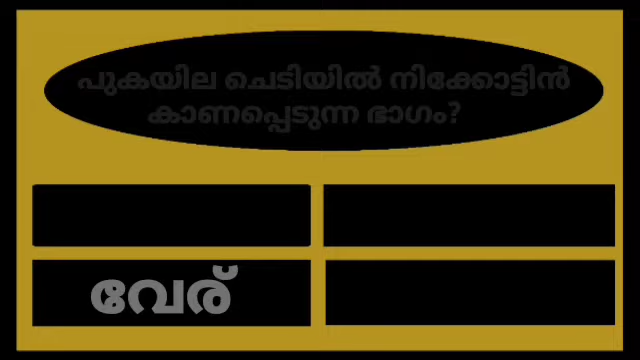 പുകയില ചെടിയിൽ നിക്കോട്ടിൻ
കാണപ്പെടുന്ന ഭാഗം?
വേര്